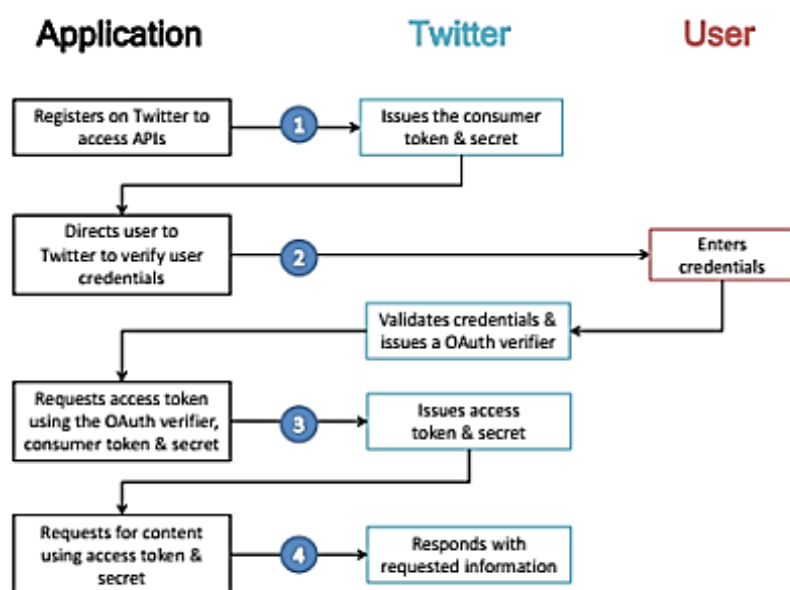 Application
Twitter
User
Registers on Twitter to
access APIs
1
Issues the consumer
token & secret
Directs user to
Twitter to verify user
credentials
2
Enters
credentials
Validates credentials &
issues a OAuth verifier
Requests access token
using the OAuth verifier,
consumer token & secret
3
Issues access
token & secret
Requests for content
using access token &
secret
4
Responds with
requested information